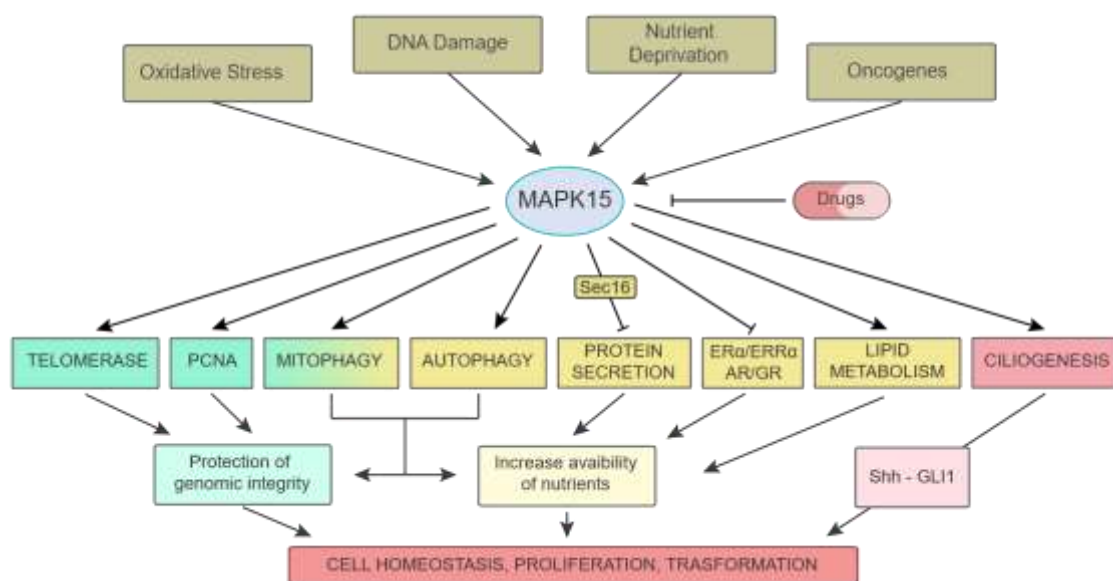 Oxidative Stress
DNA Damage
Nutrient
Deprivation
Oncogenes
MAPK15
Drugs
Sec16
TELOMERASE
PCNA
MITOPHAGY
AUTOPHAGY
PROTEIN
SECRETION
ERα/ERRα
AR/GR
LIPID
METABOLISM
CILIOGENESIS
Protection of
genomic integrity
Increase avaibility
of nutrients
Shh - GLI1
CELL HOMEOSTASIS, PROLIFERATION, TRASFORMATION